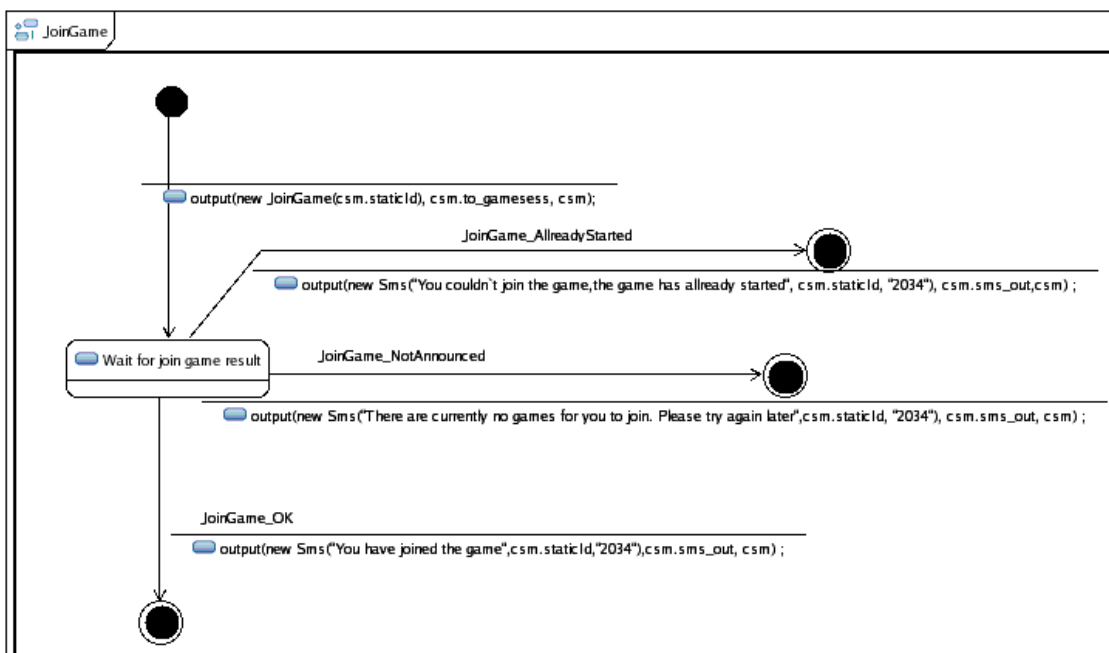 JoinGame
output(new JoinGame(csm.staticId), csm.to_gamesess, csm);
JoinGame_AllreadyStarted
output(new Sms("You couldn`t join the game,the game has allready started", csm.staticId, "2034"), csm.sms_out,csm) ;
Wait for join game result
JoinGame_NotAnnounced
output(new Sms("There are currently no games for you to join. Please try again later",csm.staticId, "2034"), csm.sms_out, csm) ;
JoinGame_OK
output(new Sms("You have joined the game",csm.staticId,"2034"),csm.sms_out, csm) ;